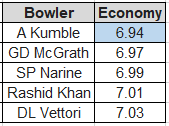 Bowler Economy
A Kumble 6.94
GD McGrath 6.97
SP Narine 6.99
Rashid Khan 7.01
DL Vettori 7.03